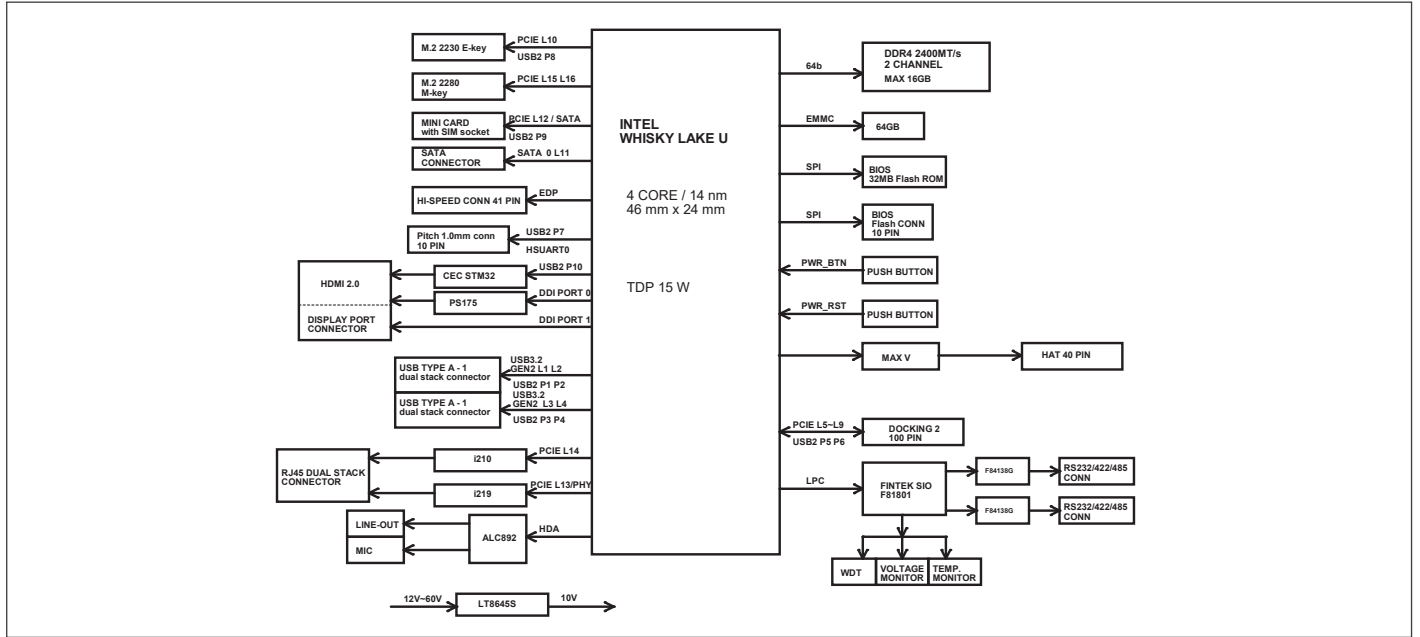 M.2 2230 E-key
PCIE L10
USB2 P8
M.2 2280
M-key
PCIE L15 L16
MINI CARD
with SIM socket
PCIE L12 / SATA
USB2 P9
SATA
CONNECTOR
SATA 0 L11
HI-SPEED CONN 41 PIN
EDP
Pitch 1.0mm conn
10 PIN
USB2 P7
HSUART0
HDMI 2.0
DISPLAY PORT
CONNECTOR
CEC STM32
USB2 P10
PS175
DDI PORT 0
DDI PORT 1
USB TYPE A - 1
dual stack connector
USB3.2
GEN2 L1 L2
USB2 P1 P2
USB TYPE A - 1
dual stack connector
USB3.2
GEN2 L3 L4
USB2 P3 P4
RJ45 DUAL STACK
CONNECTOR
i210
PCIE L14
i219
PCIE L13/PHY
LINE-OUT
MIC
ALC892
HDA
12V~60V
LT8645S
10V
INTEL
WHISKY LAKE U
4 CORE / 14 nm
46 mm x 24 mm
TDP 15 W
64b
DDR4 2400MT/s
2 CHANNEL
MAX 16GB
EMMC
64GB
SPI
BIOS
32MB Flash ROM
SPI
BIOS
Flash CONN
10 PIN
PWR_BTN
PUSH BUTTON
PWR_RST
PUSH BUTTON
MAX V
HAT 40 PIN
PCIE L5~L9
USB2 P5 P6
DOCKING 2
100 PIN
LPC
FINTEK SIO
F81801
F84138G
RS232/422/485
CONN
F84138G
RS232/422/485
CONN
WDT
VOLTAGE
MONITOR
TEMP.
MONITOR